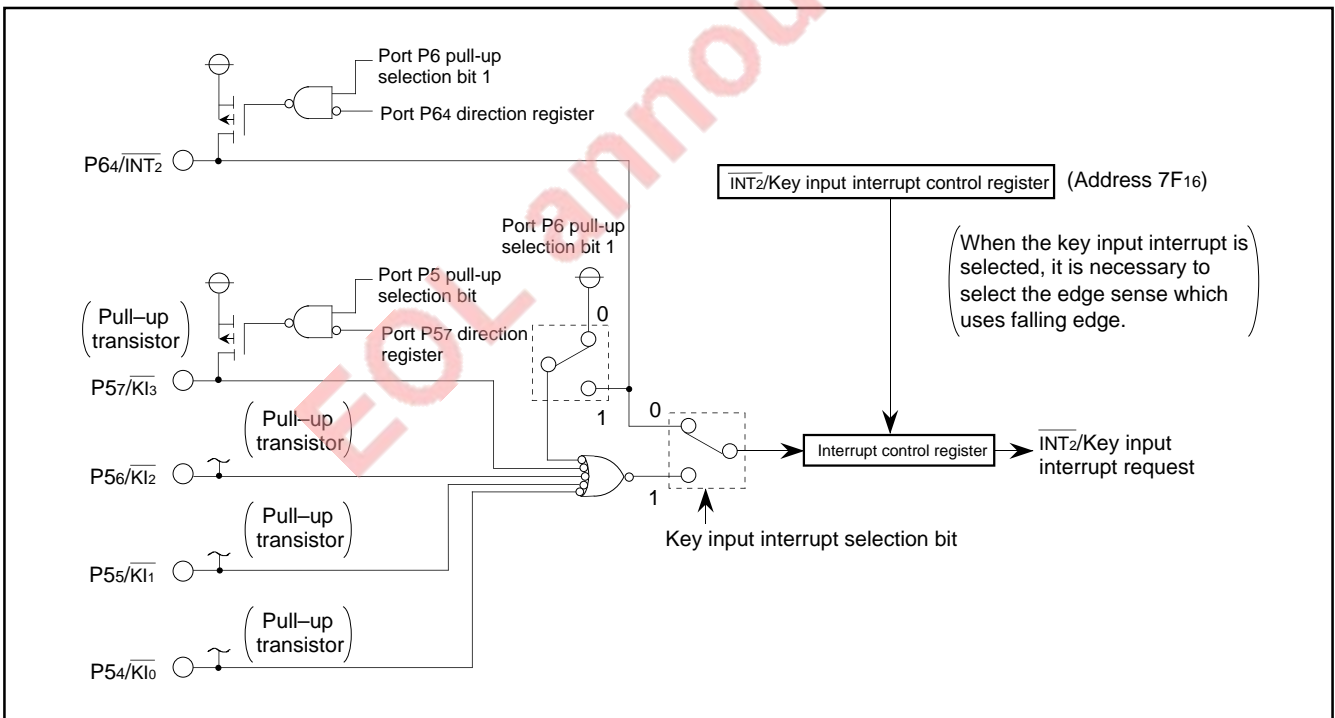 EOL annou
Port P6 pull-up
selection bit 1
Port P64 direction register
P64/INT2
INT2/Key input interrupt control register (Address 7F16)
Port P6 pull-up
selection bit 1
When the key input interrupt is
selected, it is necessary to
select the edge sense which
uses falling edge.
Port P5 pull-up
selection bit
Port P57 direction
register
Pull–up
transistor
P57/KI3
0
1
0
1
Pull–up
transistor
P56/KI2
Interrupt control register
INT2/Key input
interrupt request
Key input interrupt selection bit
Pull–up
transistor
P55/KI1
Pull–up
transistor
P54/KI0